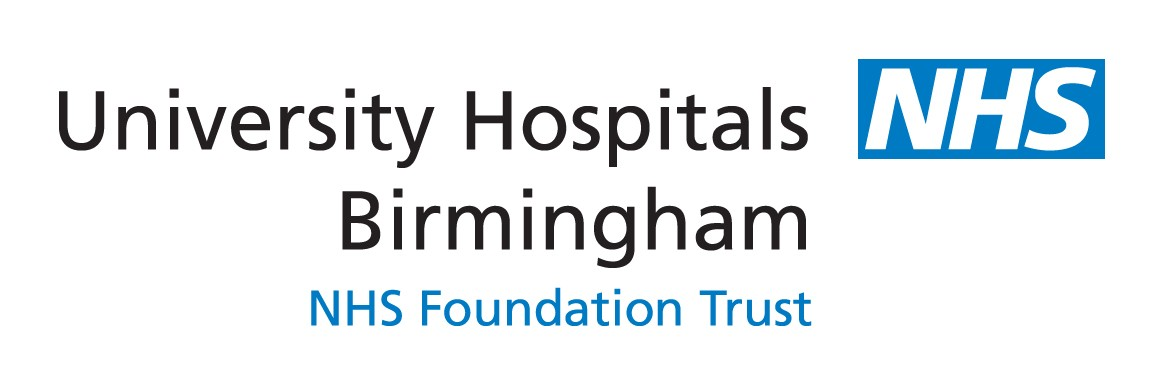 University Hospitals NHS
Birmingham
NHS Foundation Trust